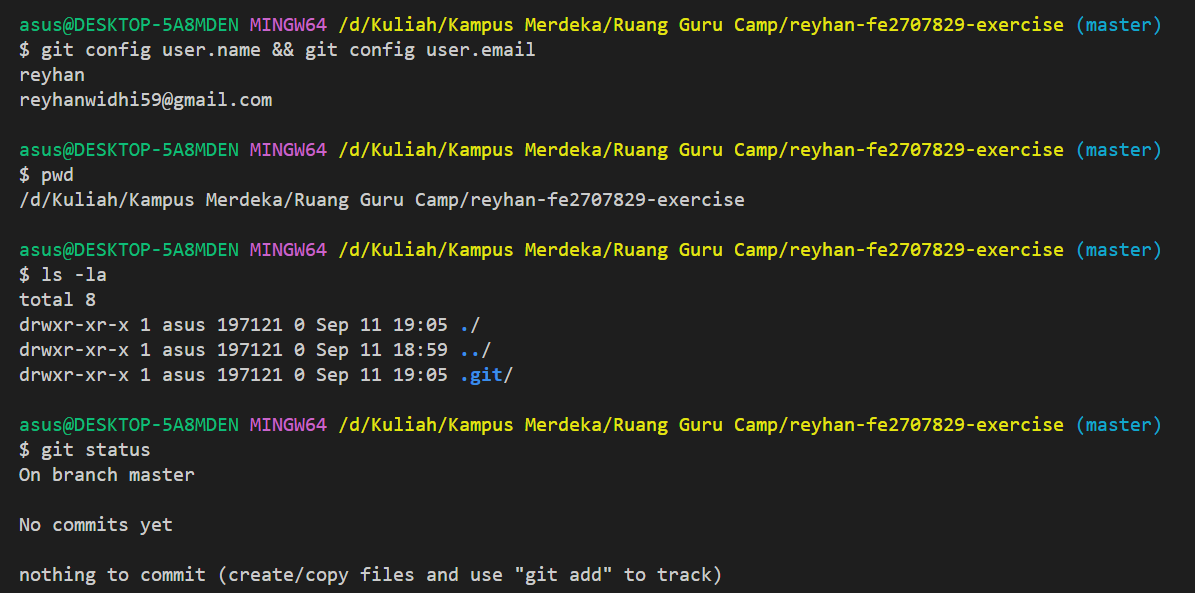 asus@DESKTOP-5A8MDEN MINGW64 /d/Kuliah/Kampus Merdeka/Ruang Guru Camp/reyhan-fe2707829-exercise (master)
$ git config user.name && git config user.email
reyhan
reyhanwidhi59@gmail.com
asus@DESKTOP-5A8MDEN MINGW64 /d/Kuliah/Kampus Merdeka/Ruang Guru Camp/reyhan-fe2707829-exercise (master)
$ pwd
/d/Kuliah/Kampus Merdeka/Ruang Guru Camp/reyhan-fe2707829-exercise
asus@DESKTOP-5A8MDEN MINGW64 /d/Kuliah/Kampus Merdeka/Ruang Guru Camp/reyhan-fe2707829-exercise (master)
$ ls -la
total 8
drwxr-xr-x 1 asus 197121 0 Sep 11 19:05 ./
drwxr-xr-x 1 asus 197121 0 Sep 11 18:59 ../
drwxr-xr-x 1 asus 197121 0 Sep 11 19:05 .git/
asus@DESKTOP-5A8MDEN MINGW64 /d/Kuliah/Kampus Merdeka/Ruang Guru Camp/reyhan-fe2707829-exercise (master)
$ git status
On branch master
No commits yet
nothing to commit (create/copy files and use "git add" to track)